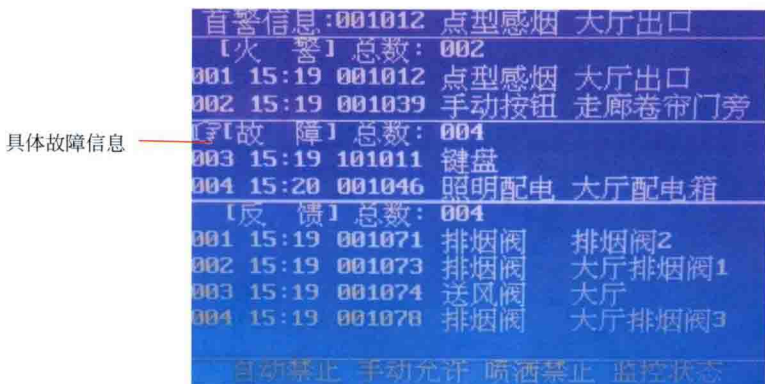 首警信息:001012 点型感烟 大厅出口
[火 警] 总数: 002
001 15:19 001012 点型感烟 大厅出口
002 15:19 001039 手动按钮 走廊卷帘门旁
具体故障信息
[故 障] 总数: 004
003 15:19 101011 键盘
004 15:20 001046 照明配电 大厅配电箱
[反 馈] 总数: 004
001 15:19 001071 排烟阀 排烟阀2
002 15:19 001073 排烟阀 大厅排烟阀1
003 15:19 001074 送风阀 大厅
004 15:19 001078 排烟阀 大厅排烟阀3
自动禁止 手动允许 喷洒禁止 监控状态